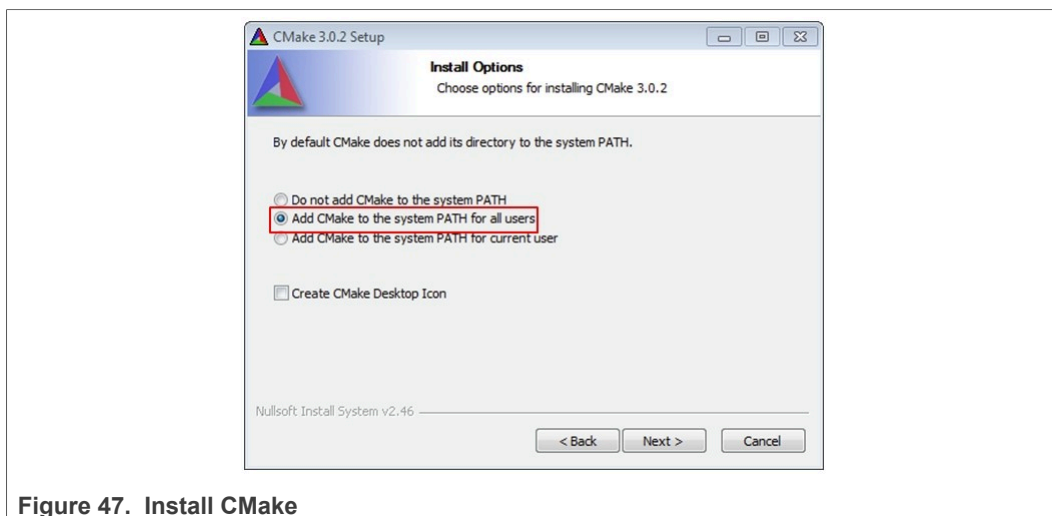 CMake 3.0.2 Setup
Install Options
Choose options for installing CMake 3.0.2
By default CMake does not add its directory to the system PATH.
Do not add CMake to the system PATH
Add CMake to the system PATH for all users
Add CMake to the system PATH for current user
Create CMake Desktop Icon
Nullsoft Install System v2.46
< Back Next > Cancel
Figure 47. Install CMake